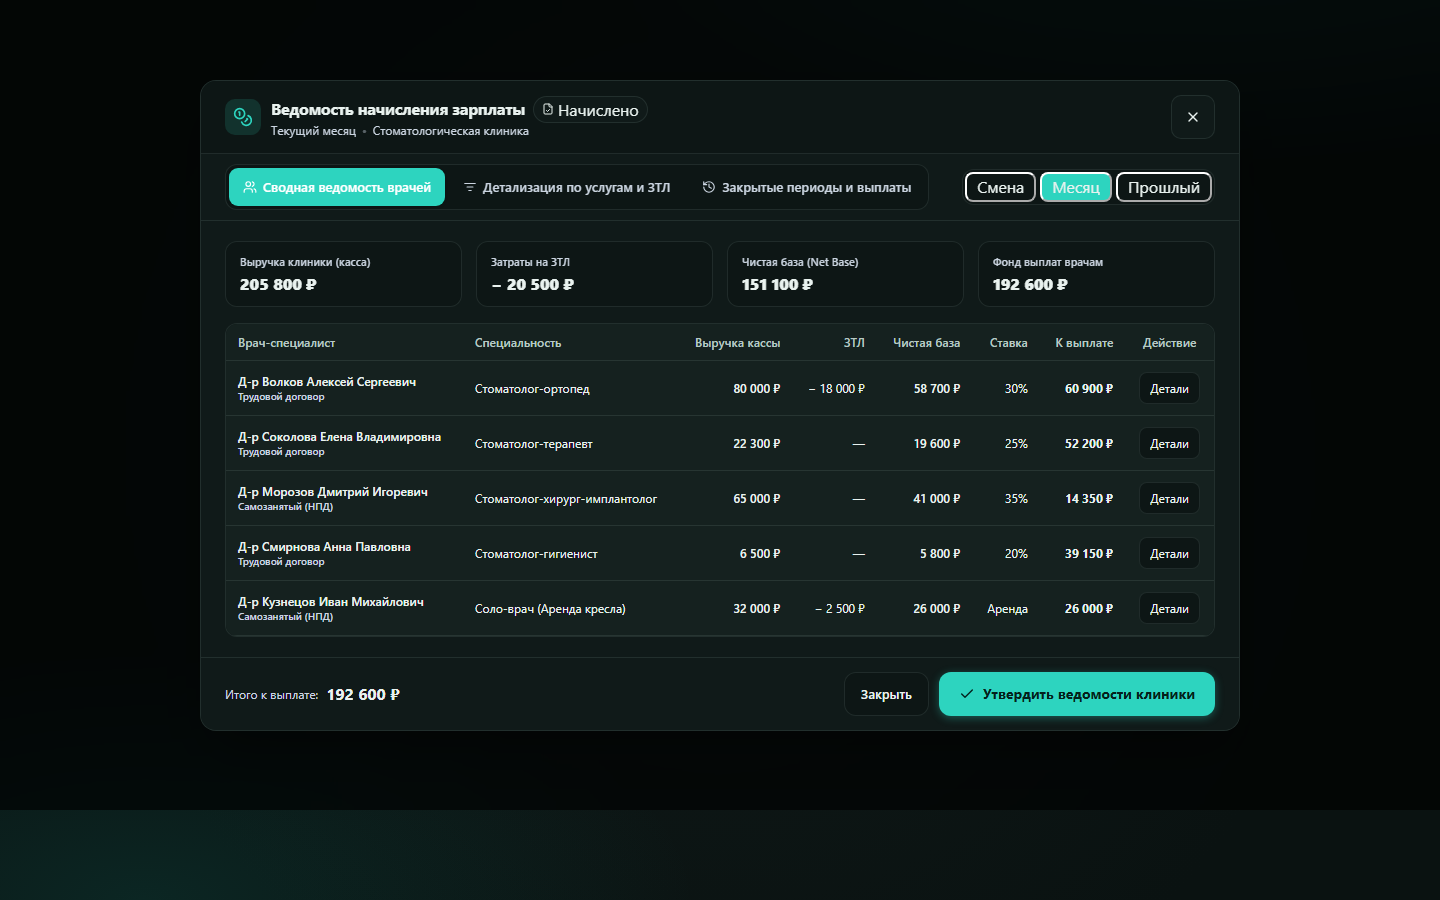 Ведомость начисления зарплаты Начислено
Текущий месяц • Стоматологическая клиника
Сводная ведомость врачей Детализация по услугам и ЗТЛ Закрытые периоды и выплаты Смена Месяц Прошлый
Выручка клиники (касса) Затраты на ЗТЛ Чистая база (Net Base) Фонд выплат врачам
205 800 ₽ − 20 500 ₽ 151 100 ₽ 192 600 ₽
Врач-специалист Специальность Выручка кассы ЗТЛ Чистая база Ставка К выплате Действие
Д-р Волков Алексей Сергеевич
Трудовой договор
Стоматолог-ортопед 80 000 ₽ − 18 000 ₽ 58 700 ₽ 30% 60 900 ₽ Детали
Д-р Соколова Елена Владимировна
Трудовой договор
Стоматолог-терапевт 22 300 ₽ — 19 600 ₽ 25% 52 200 ₽ Детали
Д-р Морозов Дмитрий Игоревич
Самозанятый (НПД)
Стоматолог-хирург-имплантолог 65 000 ₽ — 41 000 ₽ 35% 14 350 ₽ Детали
Д-р Смирнова Анна Павловна
Трудовой договор
Стоматолог-гигиенист 6 500 ₽ — 5 800 ₽ 20% 39 150 ₽ Детали
Д-р Кузнецов Иван Михайлович
Самозанятый (НПД)
Соло-врач (Аренда кресла) 32 000 ₽ − 2 500 ₽ 26 000 ₽ Аренда 26 000 ₽ Детали
Итого к выплате: 192 600 ₽ Закрыть Утвердить ведомости клиники